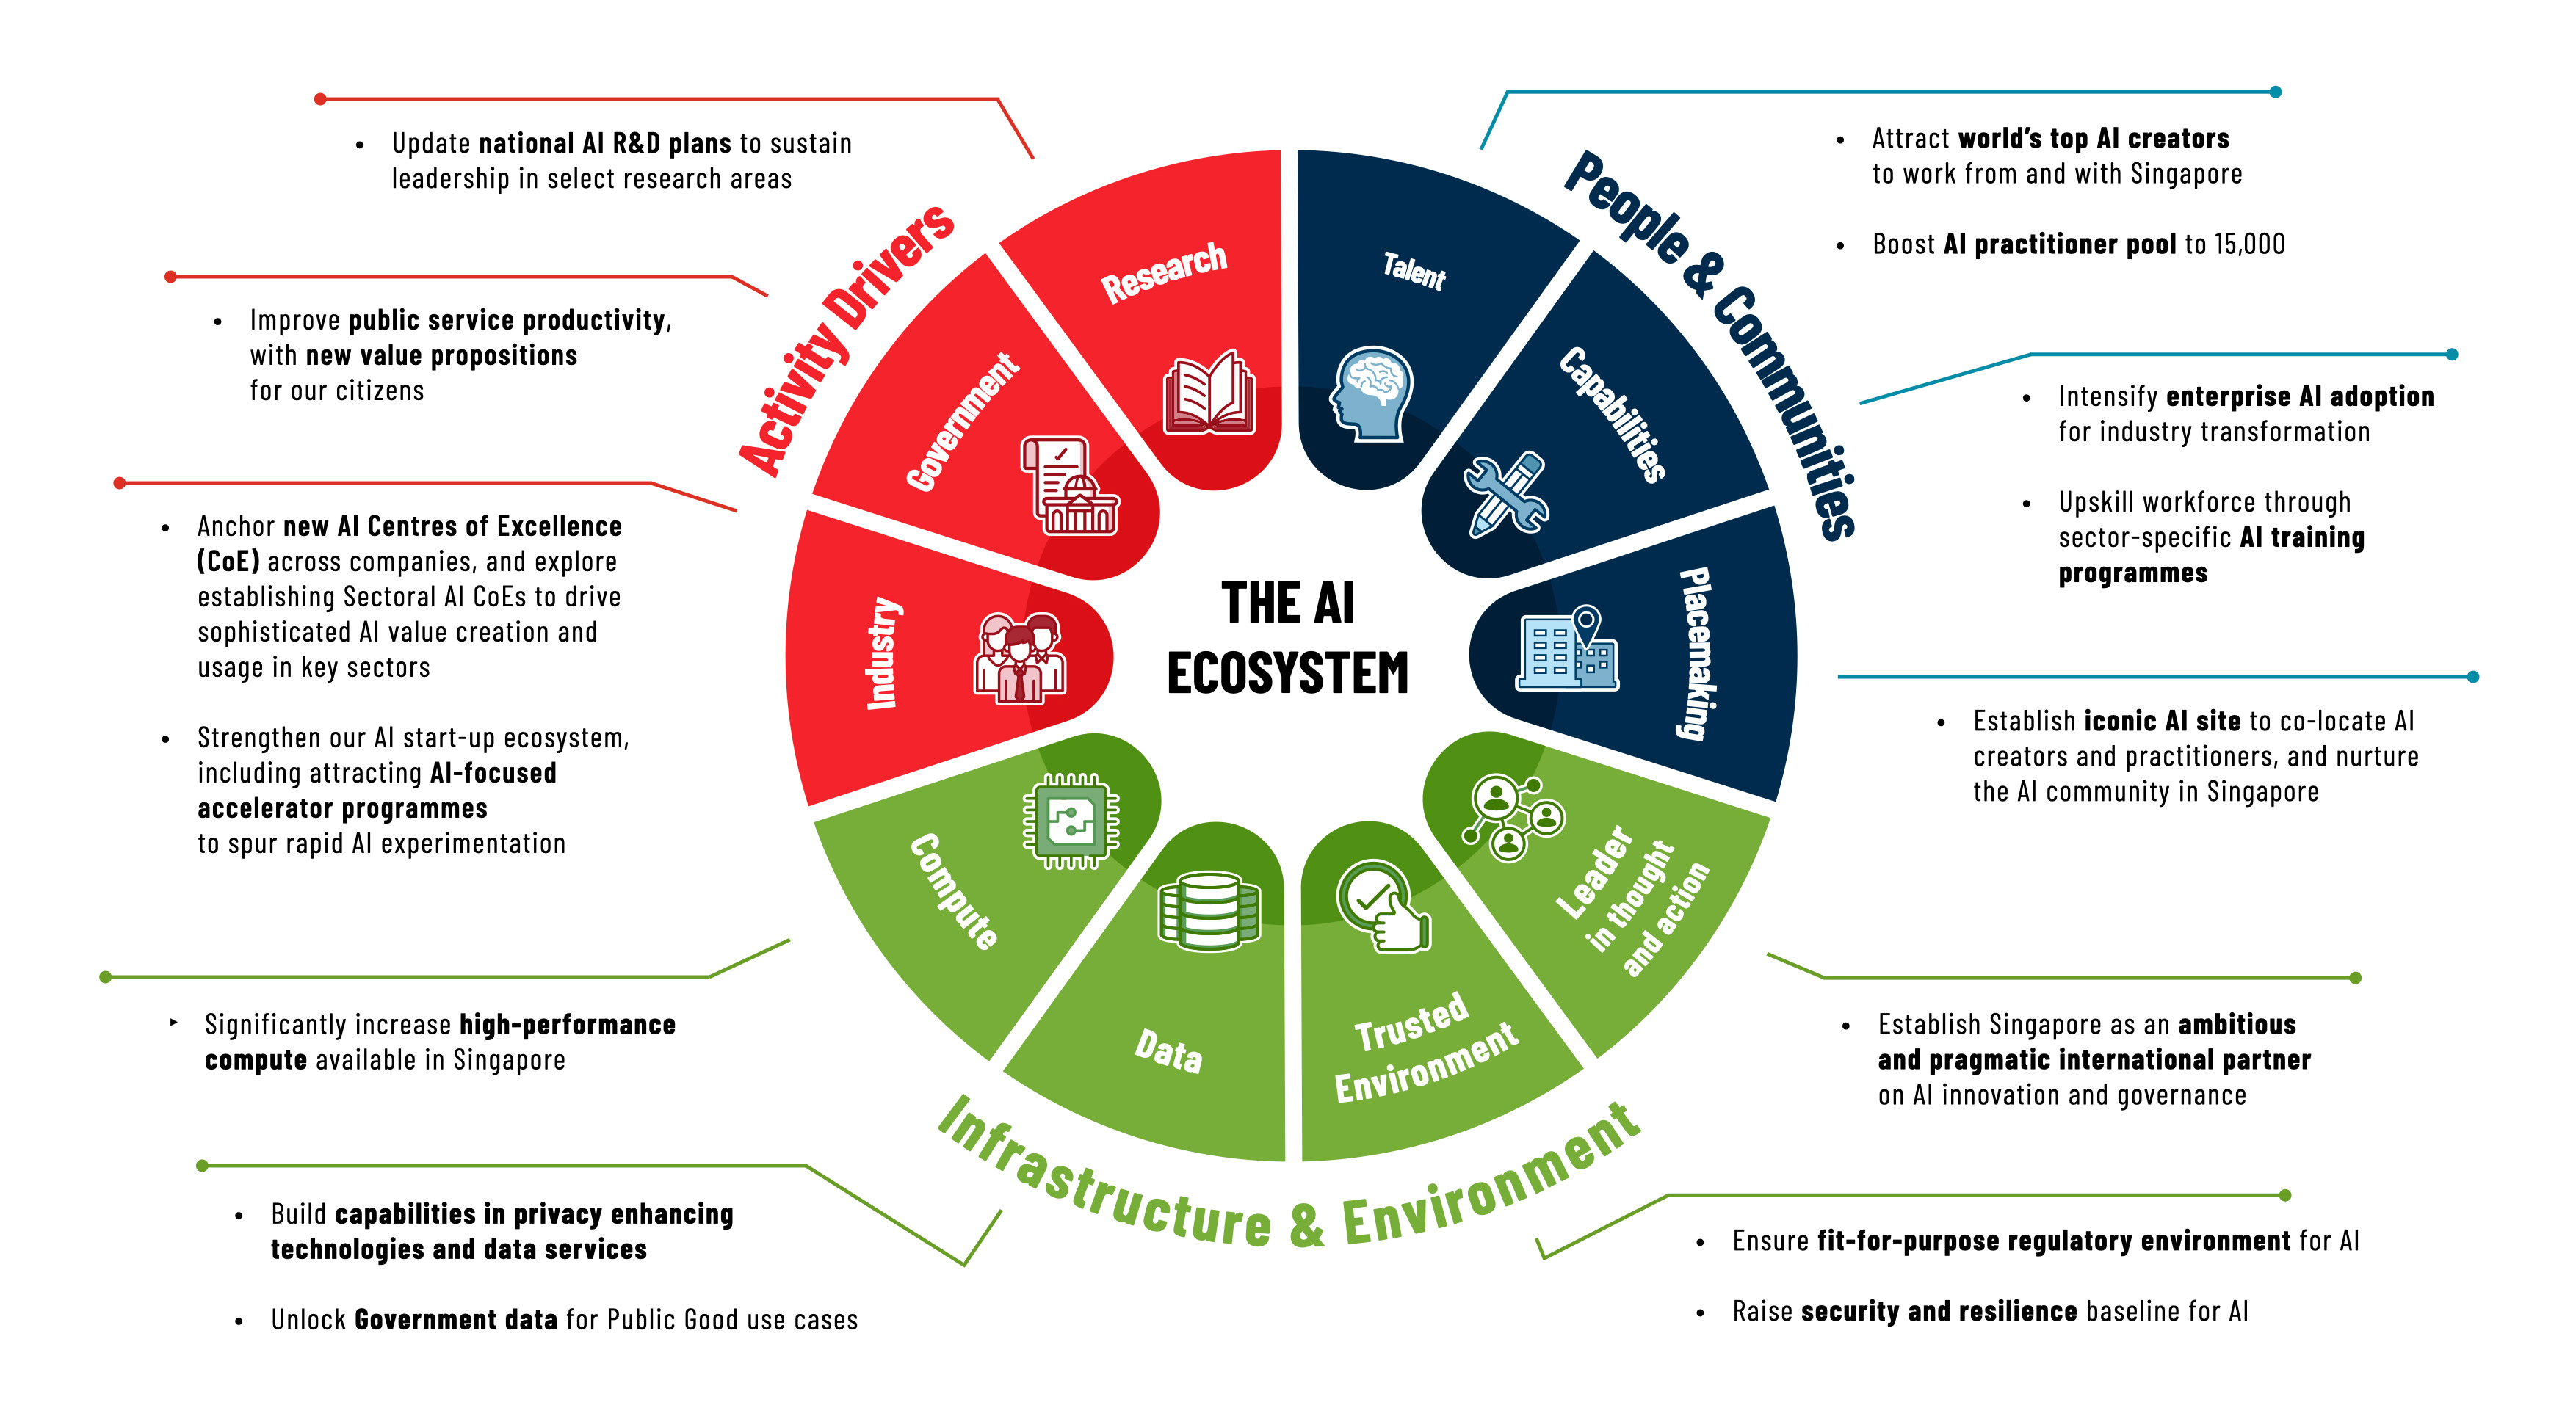 • Update national AI R&D plans to sustain
leadership in select research areas
• Improve public service productivity,
with new value propositions
for our citizens
• Anchor new AI Centres of Excellence
(CoE) across companies, and explore
establishing Sectoral AI CoEs to drive
sophisticated AI value creation and
usage in key sectors
• Strengthen our AI start-up ecosystem,
including attracting AI-focused
accelerator programmes
to spur rapid AI experimentation
‣ Significantly increase high-performance
compute available in Singapore
• Build capabilities in privacy enhancing
technologies and data services
• Unlock Government data for Public Good use cases
Activity Drivers
Research
Government
Industry
THE AI
ECOSYSTEM
People & Communities
Talent
Capabilities
Placemaking
Infrastructure & Environment
Compute
Data
Trusted
Environment
Leader
in thought
and action
• Attract world’s top AI creators
to work from and with Singapore
• Boost AI practitioner pool to 15,000
• Intensify enterprise AI adoption
for industry transformation
• Upskill workforce through
sector-specific AI training
programmes
• Establish iconic AI site to co-locate AI
creators and practitioners, and nurture
the AI community in Singapore
• Establish Singapore as an ambitious
and pragmatic international partner
on AI innovation and governance
• Ensure fit-for-purpose regulatory environment for AI
• Raise security and resilience baseline for AI